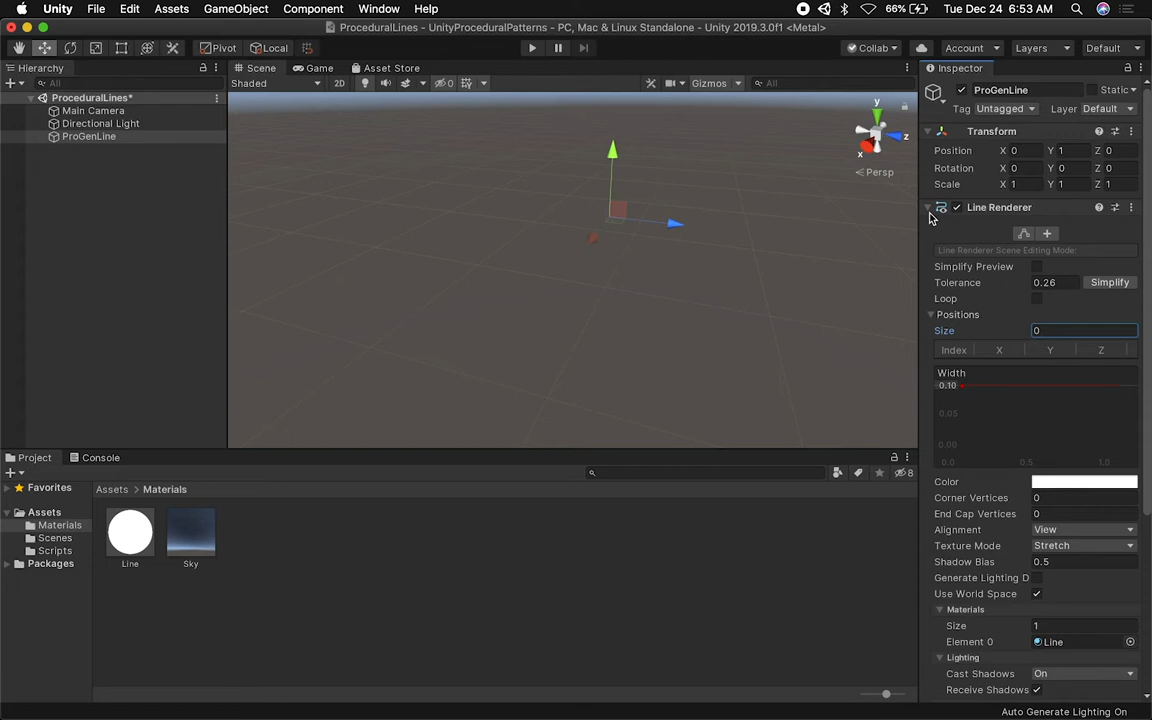 Unity File Edit Assets GameObject Component Window Help 66% Tue Dec 24 6:53 AM
ProceduralLines - UnityProceduralPatterns - PC, Mac & Linux Standalone - Unity 2019.3.0f1 <Metal>
Pivot Local Collab Account Layers Default
Hierarchy Scene Game Asset Store Inspector
All Shaded 2D 0 Gizmos All
ProGenLine Static
Tag Untagged Layer Default
ProceduralLines*
Main Camera
Directional Light
ProGenLine
y
z
x
Persp
Transform
Position X 0 Y 1 Z 0
Rotation X 0 Y 0 Z 0
Scale X 1 Y 1 Z 1
Line Renderer
Line Renderer Scene Editing Mode:
Simplify Preview
Tolerance 0.26 Simplify
Loop
Positions
Size 0
Index X Y Z
Width
0.10
0.05
0.00
0.0 0.5 1.0
Color
Corner Vertices 0
End Cap Vertices 0
Alignment View
Texture Mode Stretch
Shadow Bias 0.5
Generate Lighting D
Use World Space
Materials
Size 1
Element 0 Line
Lighting
Cast Shadows On
Receive Shadows
Project Console
8
Favorites
Assets
Materials
Scenes
Scripts
Packages
Assets > Materials
Line Sky
Auto Generate Lighting On